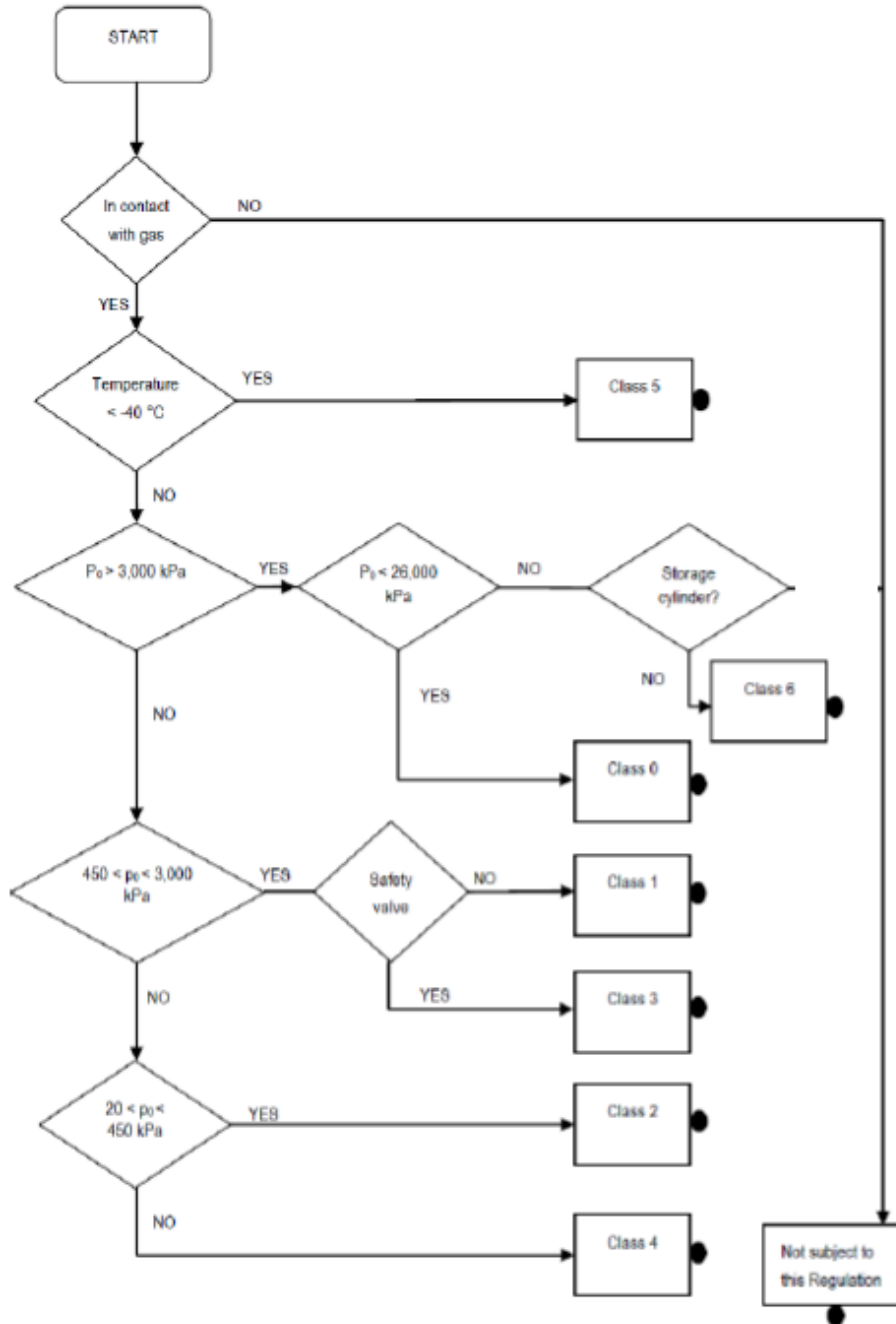 START
In contact
with gas
NO
YES
Temperature
< -40 °C
YES
Class 5
NO
P₀ > 3,000 kPa
YES
P₀ < 26,000
kPa
NO
Storage
cylinder?
NO
Class 6
YES
NO
Class 0
450 < p₀ < 3,000
kPa
YES
Safety
valve
NO
Class 1
YES
Class 3
NO
20 < p₀ <
450 kPa
YES
Class 2
NO
Class 4
Not subject to
this Regulation